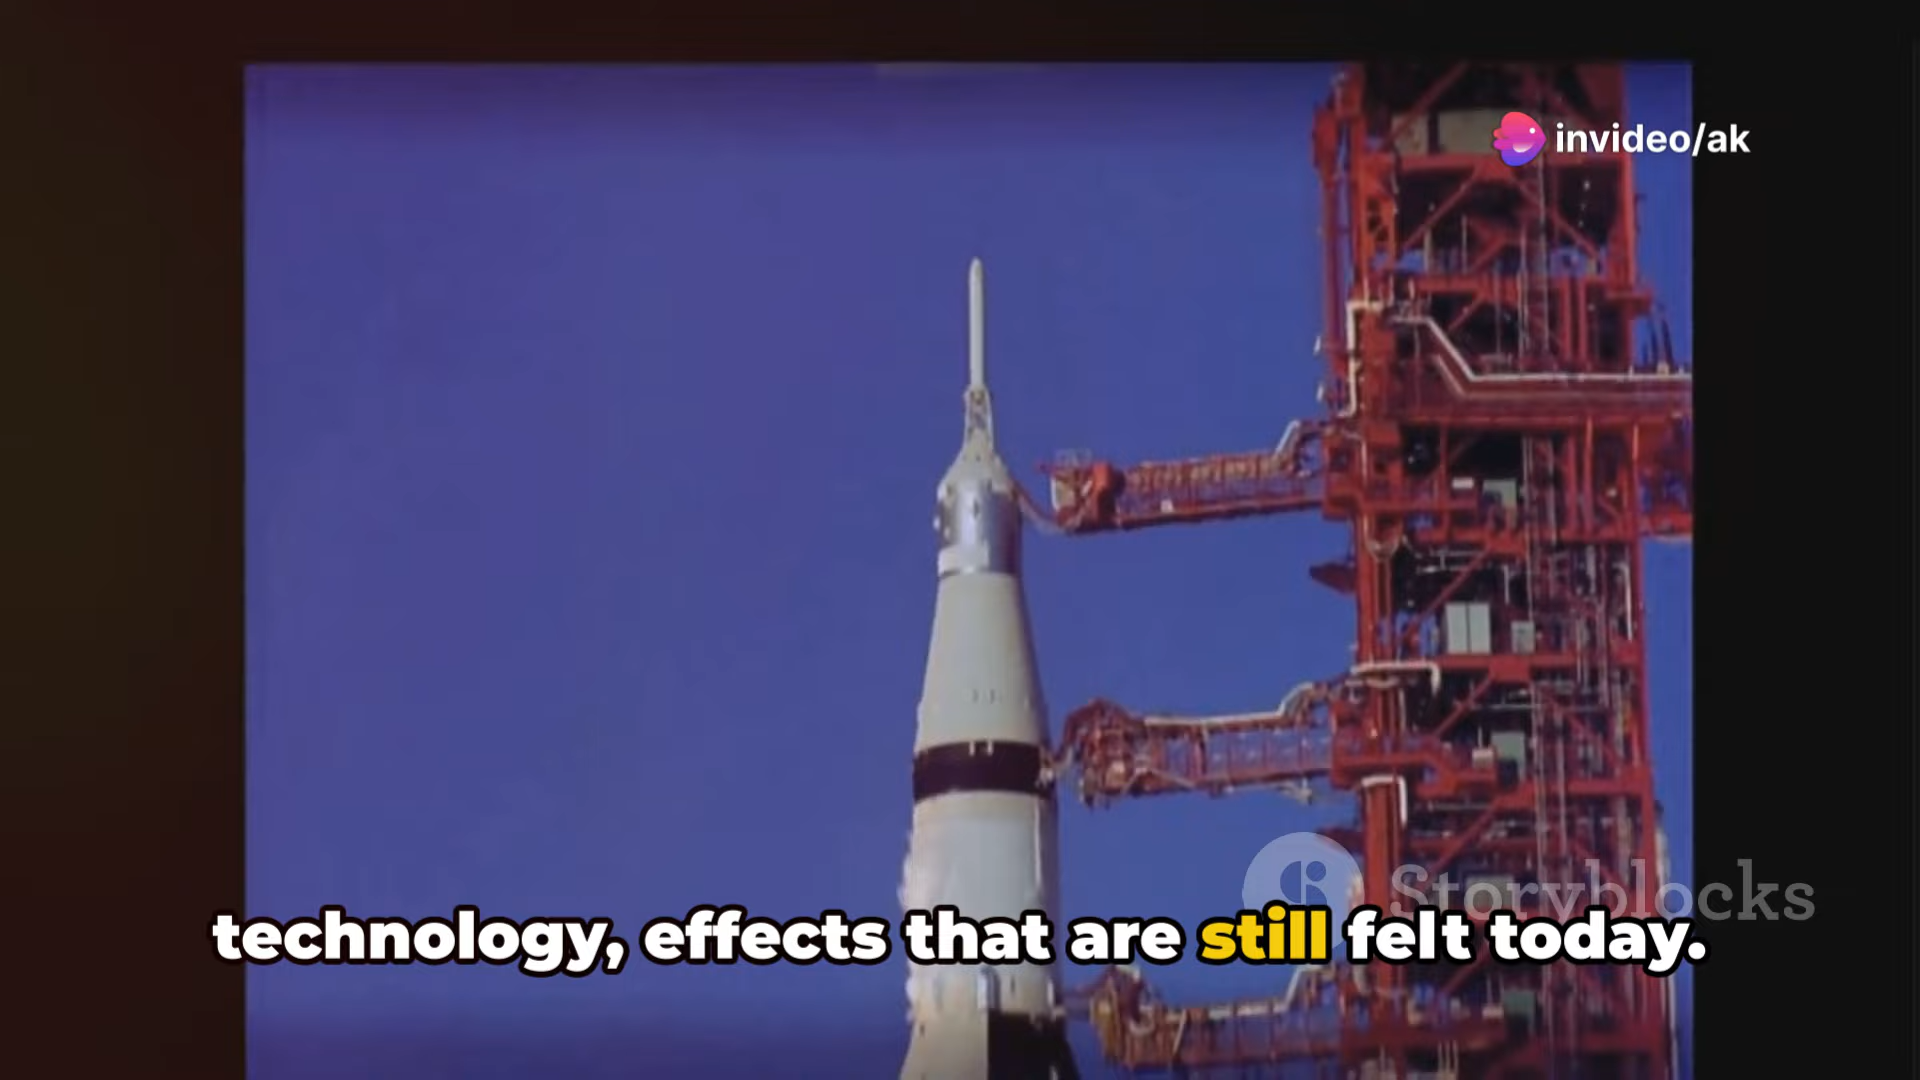 invideo/ak
Storyblocks
technology, effects that are still felt today.